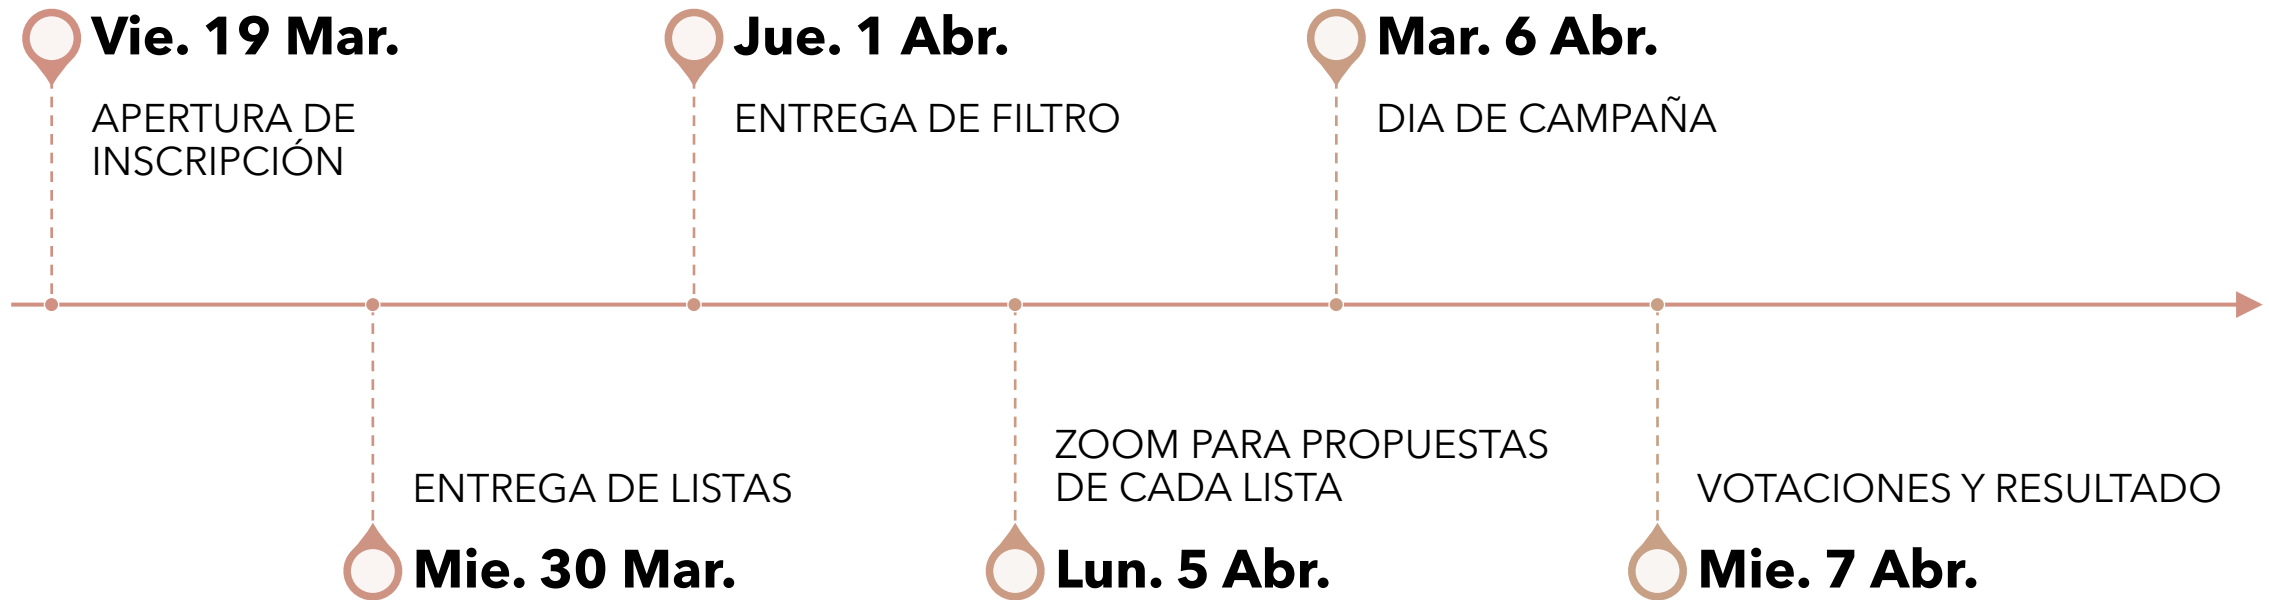 Vie. 19 Mar.
APERTURA DE
INSCRIPCIÓN
ENTREGA DE LISTAS
Mie. 30 Mar.
Jue. 1 Abr.
ENTREGA DE FILTRO
ZOOM PARA PROPUESTAS
DE CADA LISTA
Lun. 5 Abr.
Mar. 6 Abr.
DIA DE CAMPAÑA
VOTACIONES Y RESULTADO
Mie. 7 Abr.